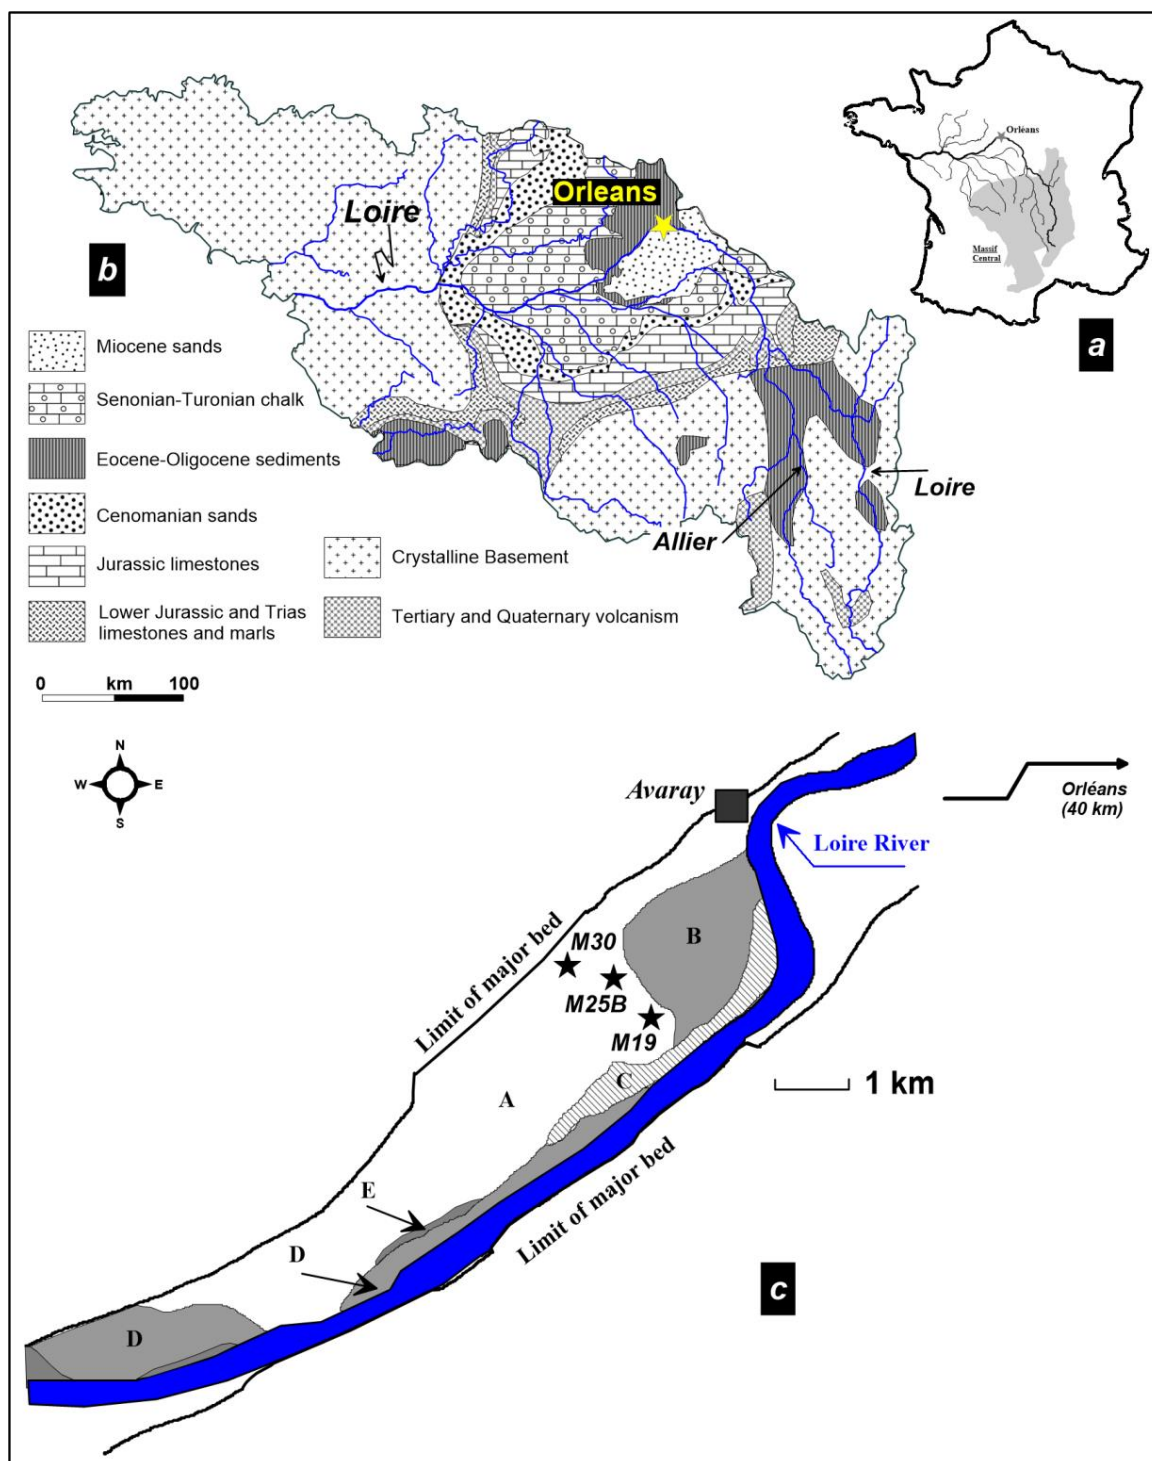 Orléans
Massif
Central
a
Orleans
Loire
b
Loire
Allier
Miocene sands
Senonian-Turonian chalk
Eocene-Oligocene sediments
Cenomanian sands
Jurassic limestones
Lower Jurassic and Trias
limestones and marls
Crystalline Basement
Tertiary and Quaternary volcanism
0 km 100
N
W E
S
Avaray
Orléans
(40 km)
Loire River
Limit of major bed
M30
B
M25B
M19
C
A
1 km
E
D
Limit of major bed
D
c